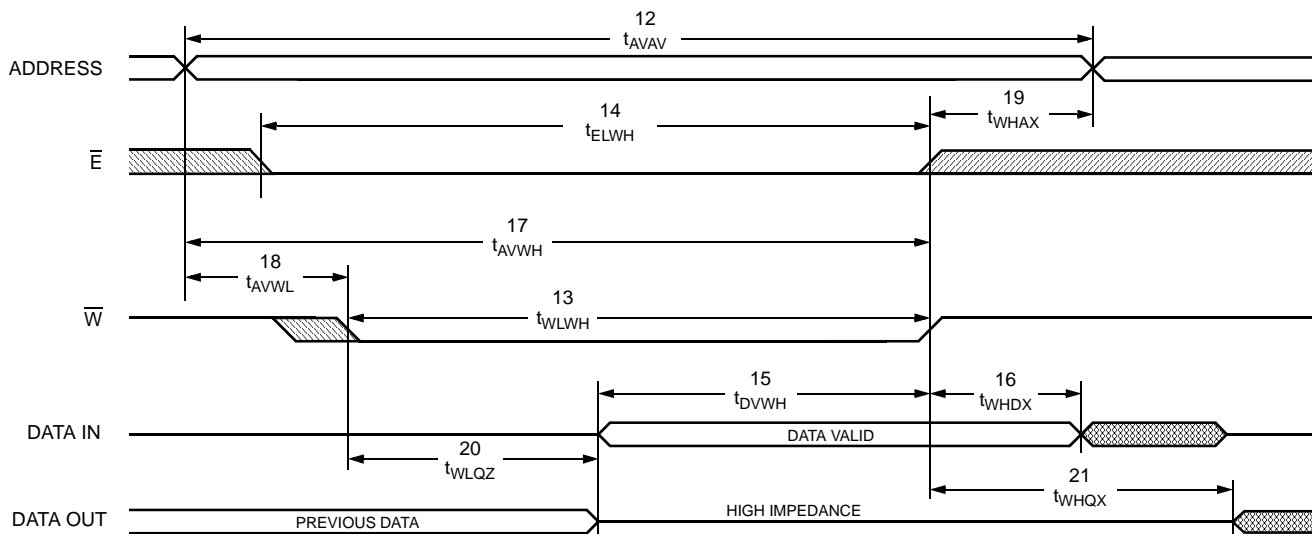 12
tAVAV
ADDRESS
19
tWHAX
14
tELWH
E̅
17
tAVWH
18
tAVWL
13
tWLWH
W̅
15
tDVWH
16
tWHDX
DATA IN
DATA VALID
20
tWLQZ
21
tWHQX
DATA OUT
PREVIOUS DATA
HIGH IMPEDANCE